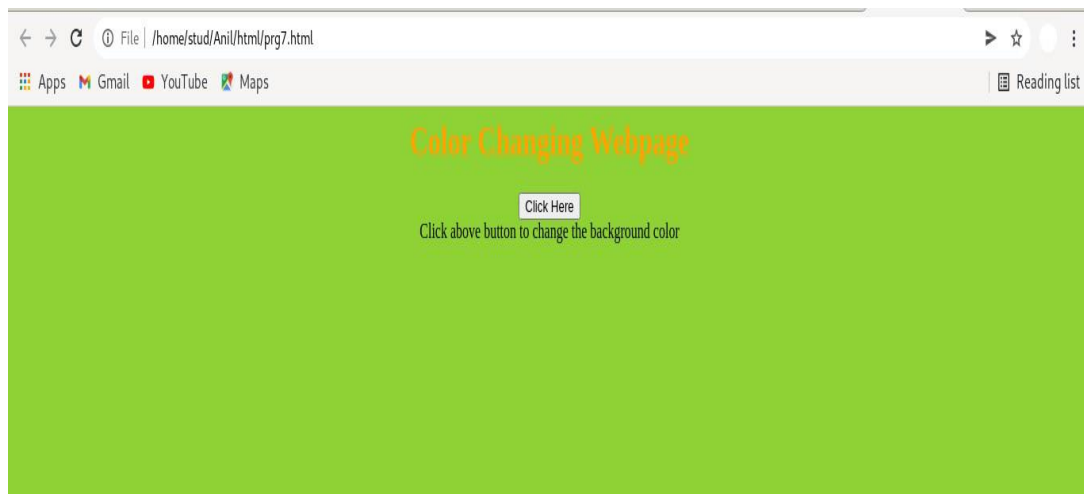 File | /home/stud/Anil/html/prg7.html
Apps Gmail YouTube Maps Reading list
Color Changing Webpage
Click Here
Click above button to change the background color